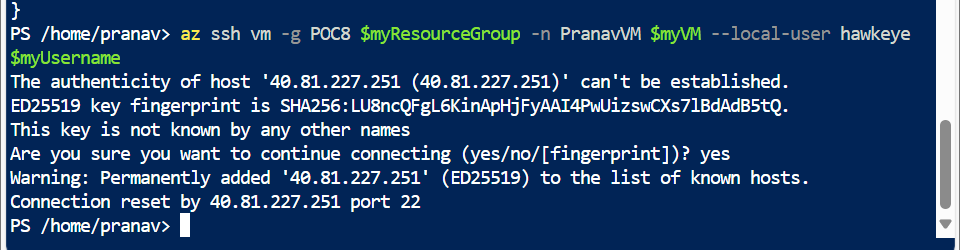 }
PS /home/pranav> az ssh vm -g POC8 $myResourceGroup -n PranavVM $myVM --local-user hawkeye
$myUsername
The authenticity of host '40.81.227.251 (40.81.227.251)' can't be established.
ED25519 key fingerprint is SHA256:LU8ncQFgL6KinApHjFyAAI4PwUizswCXs7lBdAdB5tQ.
This key is not known by any other names
Are you sure you want to continue connecting (yes/no/[fingerprint])? yes
Warning: Permanently added '40.81.227.251' (ED25519) to the list of known hosts.
Connection reset by 40.81.227.251 port 22
PS /home/pranav>